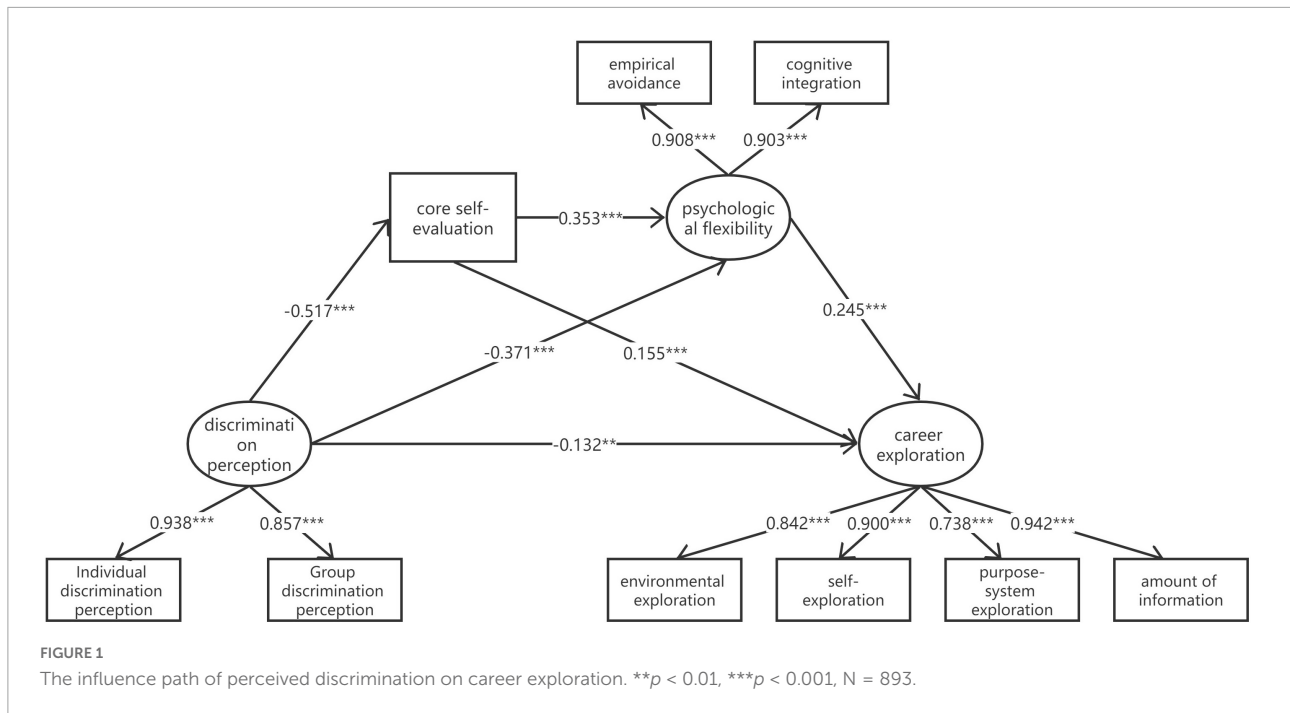 empirical
avoidance
cognitive
integration
0.908***
0.903***
core self-
evaluation
0.353***
psychologic
al flexibility
-0.517***
0.245***
-0.371***
0.155***
discriminati
on
perception
-0.132**
career
exploration
0.938***
0.857***
0.842***
0.900***
0.738***
0.942***
Individual
discrimination
perception
Group
discrimination
perception
environmental
exploration
self-
exploration
purpose-
system
exploration
amount of
information
FIGURE 1
The influence path of perceived discrimination on career exploration. **p < 0.01, ***p < 0.001, N = 893.